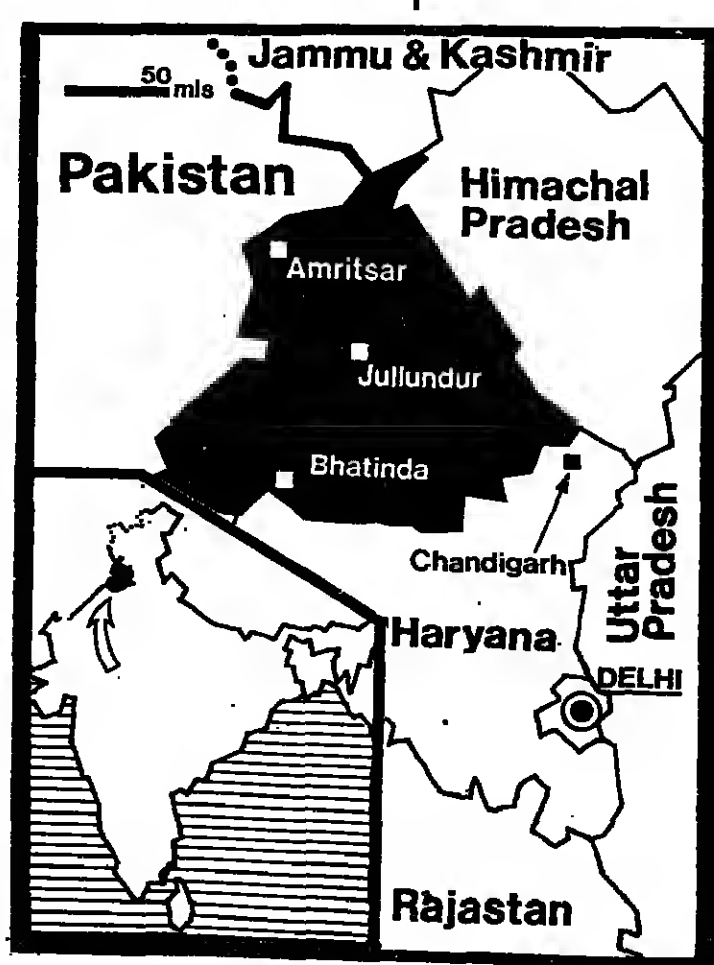 Jammu & Kashmir
50 mls
Pakistan
Himachal
Pradesh
Amritsar
Jullundur
Bhatinda
Chandigarh
Uttar
Pradesh
Haryana
DELHI
Rajastan